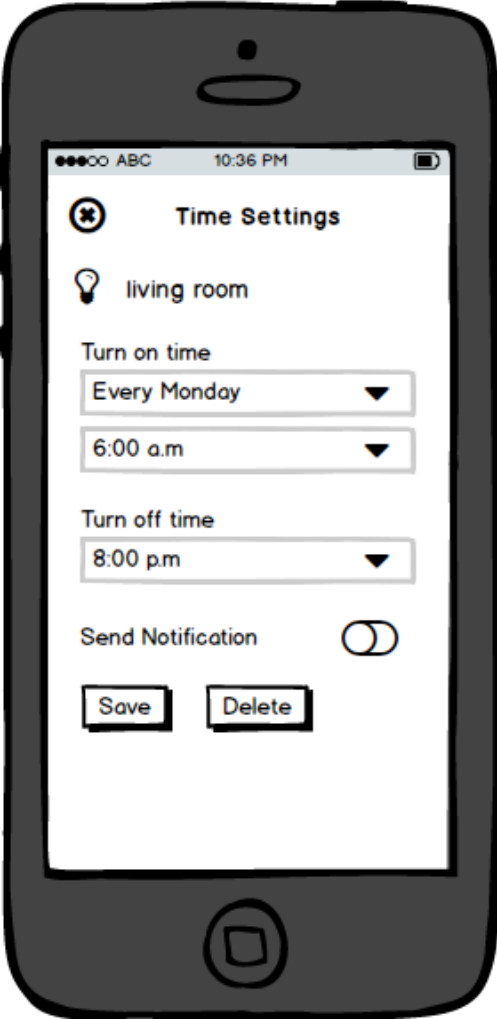 ABC 10:36 PM
Time Settings
living room
Turn on time
Every Monday
6:00 a.m
Turn off time
8:00 p.m
Send Notification
Save Delete